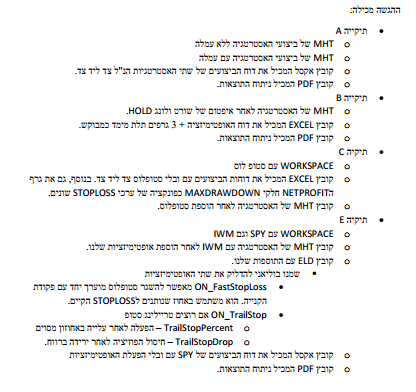 ההגשה מכילה:
• תיקייה A
o MHT של ביצועי האסטרטגיה ללא עמלה
o MHT של ביצועי האסטרטגיה עם עמלה
o קובץ אקסל המכיל את דוח הביצועים של שתי האסטרטגיות הנ"ל צד ליד צד.
o קובץ PDF המכיל ניתוח התוצאות.
• תיקייה B
o MHT של האסטרטגיה לאחר איפטום של שורט ולונג HOLD.
o קובץ EXCEL המכיל את דוח האופטימיזציה + 3 גרפים תלת מימד כמבוקש.
o קובץ PDF המכיל ניתוח התוצאות.
• תיקיה C
o WORKSPACE עם סטופ לוס
o קובץ EXCEL המכיל את דוחות הביצועים עם ובלי סטופלוס צד ליד צד. בנוסף, גם את גרף
הNETPROFIT חלקי MAXDRAWDOWN כפונקציה של ערכי STOPLOSS שונים.
o קובץ MHT של האסטרטגיה לאחר הוספת סטופלוס.
• תיקיה E
o WORKSPACE עם SPY וגם IWM
o קובץ MHT של האסטרטגיה עם IWM לאחר הוספת אופטימיזציות שלנו.
o קובץ ELD עם התוספות שלנו.
▪ שמנו בוליאני להדליק את שתי האופטימיזציות
• ON_FastStopLoss מאפשר להשגר סטופלוס מוערך יחד עם פקודת
הקנייה. הוא משתמש באחוז שנותנים לSTOPLOSS הקיים.
• ON_TrailStop אם רוצים טריילינג סטופ
o TrailStopPercent – הפעלה לאחר עלייה באחוזון מסוים
o TrailStopDrop – חיסול הפוזיציה לאחר ירידה ברווח.
o קובץ אקסל המכיל את דוח הביצועים של SPY עם ובלי הפעלת האופטימיזציות
o קובץ PDF המכיל ניתוח התוצאות.